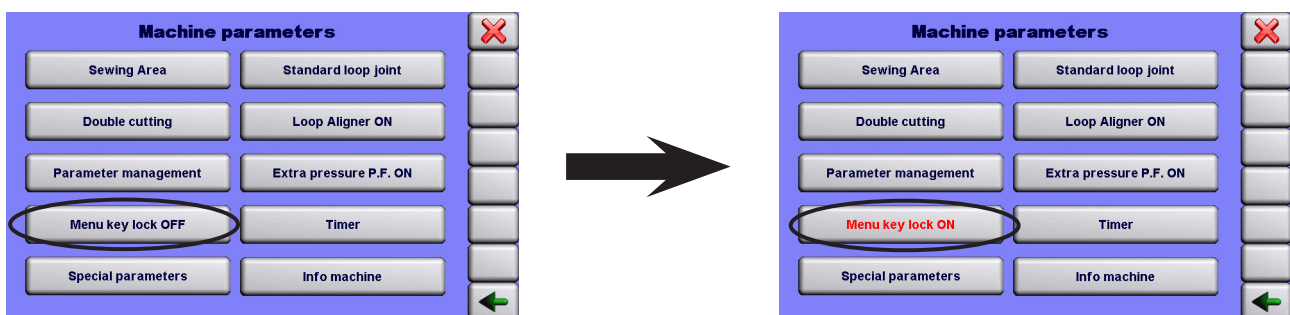 Machine parameters
Sewing Area
Standard loop joint
Double cutting
Loop Aligner ON
Parameter management
Extra pressure P.F. ON
Menu key lock OFF
Timer
Special parameters
Info machine
Machine parameters
Sewing Area
Standard loop joint
Double cutting
Loop Aligner ON
Parameter management
Extra pressure P.F. ON
Menu key lock ON
Timer
Special parameters
Info machine